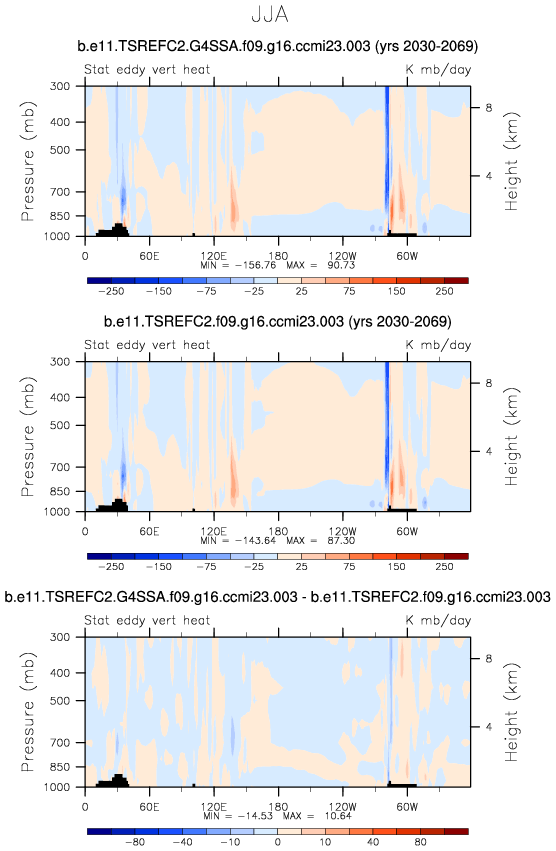 JJA
b.e11.TSREFC2.G4SSA.f09.g16.ccmi23.003 (yrs 2030-2069)
Stat eddy vert heat K mb/day
300
400
500
700
850
1000
Pressure (mb)
8
4
Height (km)
0 60E 120E 180 120W 60W
MIN = -156.76 MAX = 90.73
-250 -150 -75 -25 25 75 150 250
b.e11.TSREFC2.f09.g16.ccmi23.003 (yrs 2030-2069)
Stat eddy vert heat K mb/day
300
400
500
700
850
1000
Pressure (mb)
8
4
Height (km)
0 60E 120E 180 120W 60W
MIN = -143.64 MAX = 87.30
-250 -150 -75 -25 25 75 150 250
b.e11.TSREFC2.G4SSA.f09.g16.ccmi23.003 - b.e11.TSREFC2.f09.g16.ccmi23.003
Stat eddy vert heat K mb/day
300
400
500
700
850
1000
Pressure (mb)
8
4
Height (km)
0 60E 120E 180 120W 60W
MIN = -14.53 MAX = 10.64
-80 -40 -10 0 10 40 80